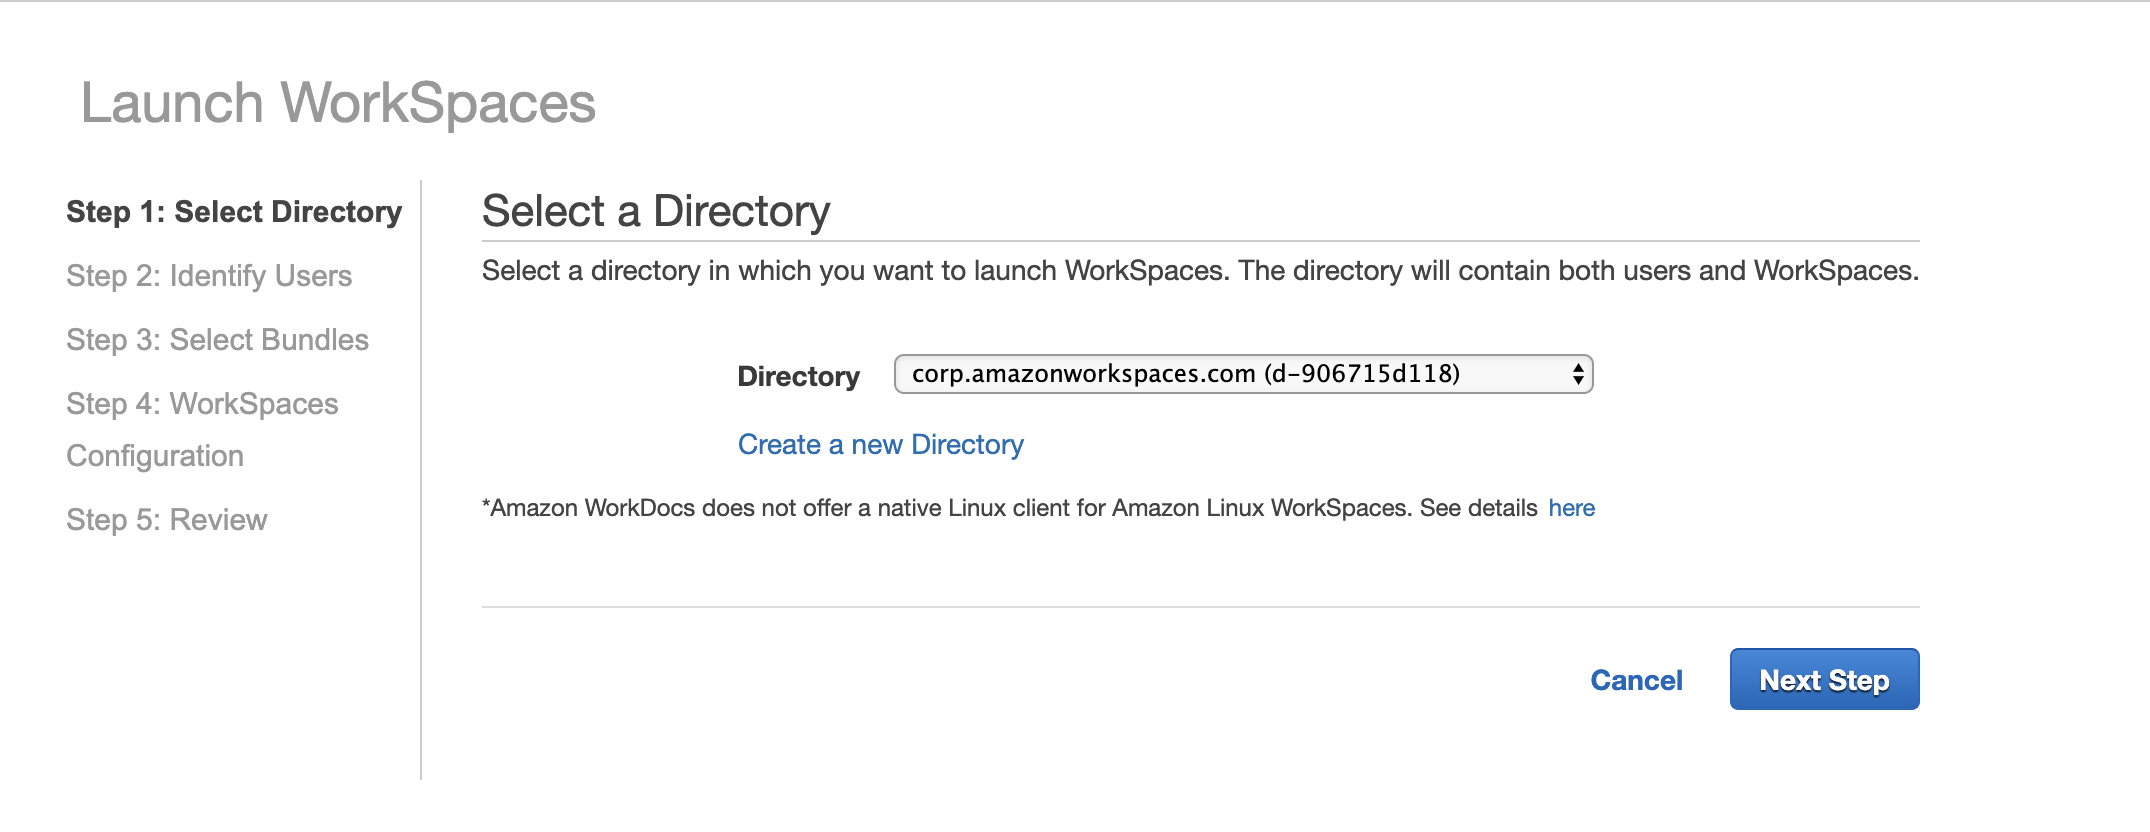 Launch WorkSpaces
Step 1: Select Directory
Step 2: Identify Users
Step 3: Select Bundles
Step 4: WorkSpaces
Configuration
Step 5: Review
Select a Directory
Select a directory in which you want to launch WorkSpaces. The directory will contain both users and WorkSpaces.
Directory corp.amazonworkspaces.com (d-906715d118)
Create a new Directory
*Amazon WorkDocs does not offer a native Linux client for Amazon Linux WorkSpaces. See details here
Cancel Next Step